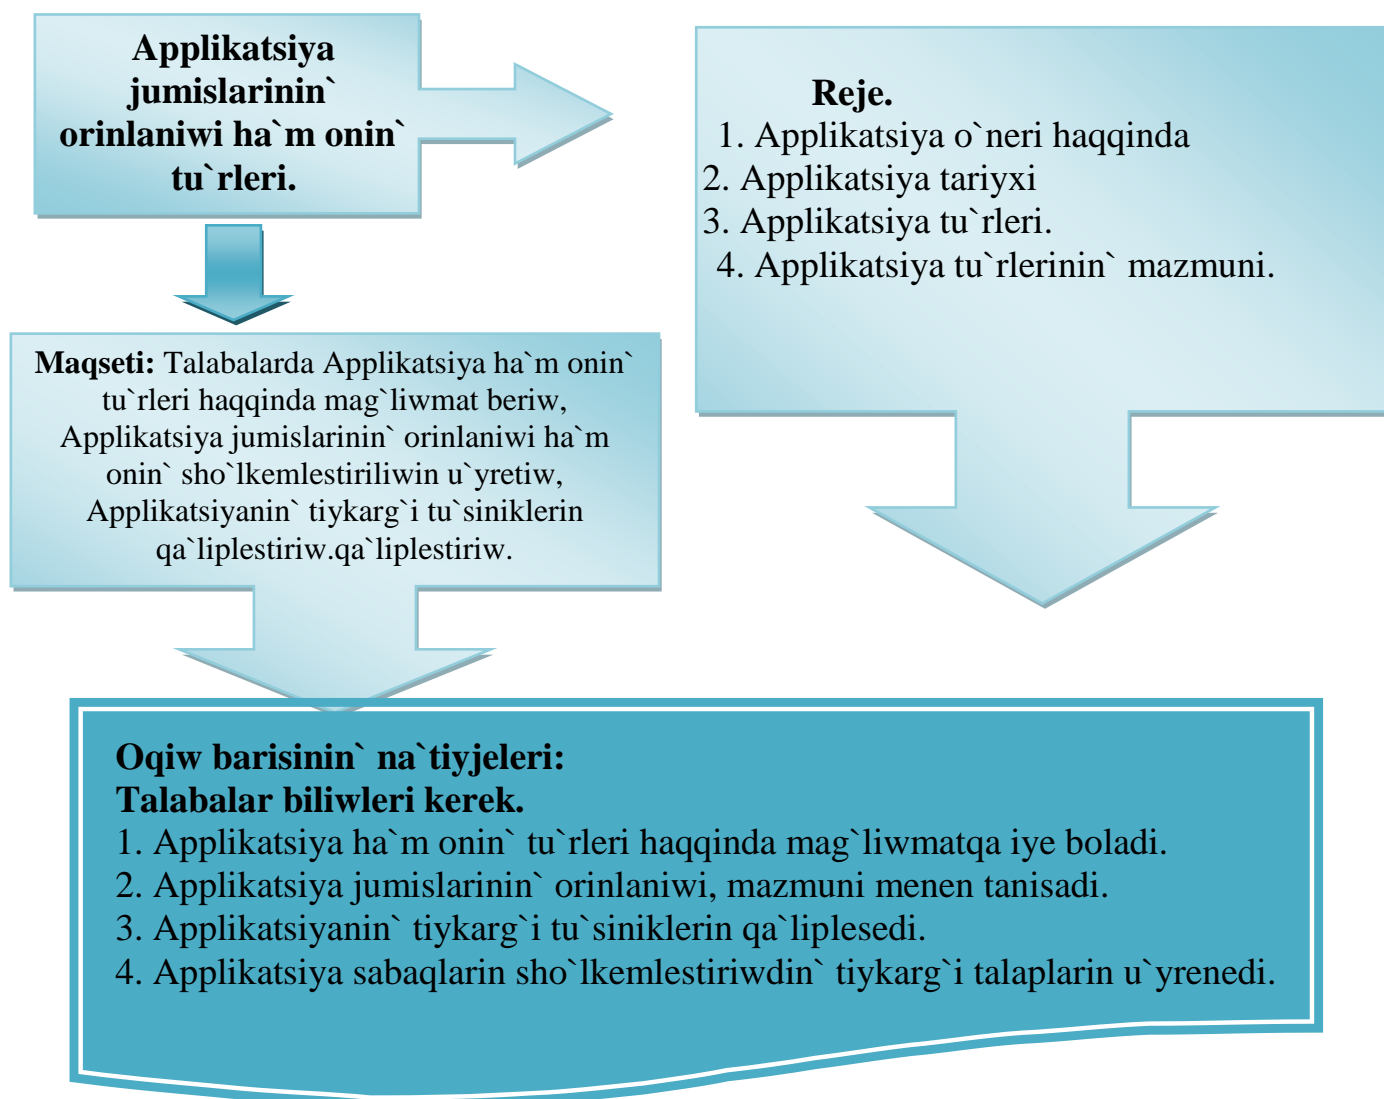 Applikatsiya
jumislarinin`
orinlaniwi ha`m onin`
tu`rleri.
Reje.
1. Applikatsiya o`neri haqqinda
2. Applikatsiya tariyxi
3. Applikatsiya tu`rleri.
4. Applikatsiya tu`rlerinin` mazmuni.
Maqseti: Talabalarda Applikatsiya ha`m onin`
tu`rleri haqqinda mag`liwmat beriw,
Applikatsiya jumislarinin` orinlaniwi ha`m
onin` sho`lkemlestiriliwin u`yretiw,
Applikatsiyanin` tiykarg`i tu`siniklerin
qa`liplestiriw.qa`liplestiriw.
Oqiw barisinin` na`tiyjeleri:
Talabalar biliwleri kerek.
1. Applikatsiya ha`m onin` tu`rleri haqqinda mag`liwmatqa iye boladi.
2. Applikatsiya jumislarinin` orinlaniwi, mazmuni menen tanisadi.
3. Applikatsiyanin` tiykarg`i tu`siniklerin qa`liplesedi.
4. Applikatsiya sabaqlarin sho`lkemlestiriwdin` tiykarg`i talaplarin u`yrenedi.